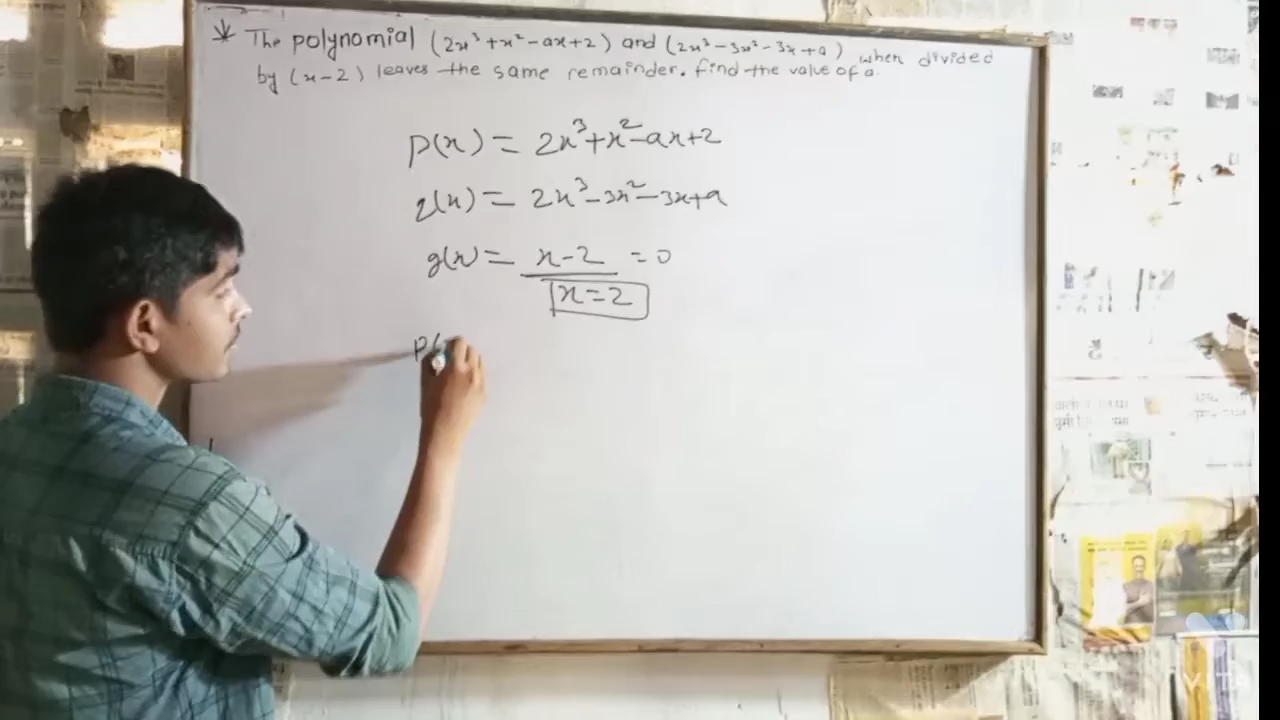 * The polynomial (2x³+x²-ax+2) and (2x³-3x²-3x+a) when divided
by (x-2) leaves the same remainder. find the value of a.
p(x) = 2x³+x²-ax+2
q(x) = 2x³-3x²-3x+a
g(x) = x-2 = 0
x=2
P(